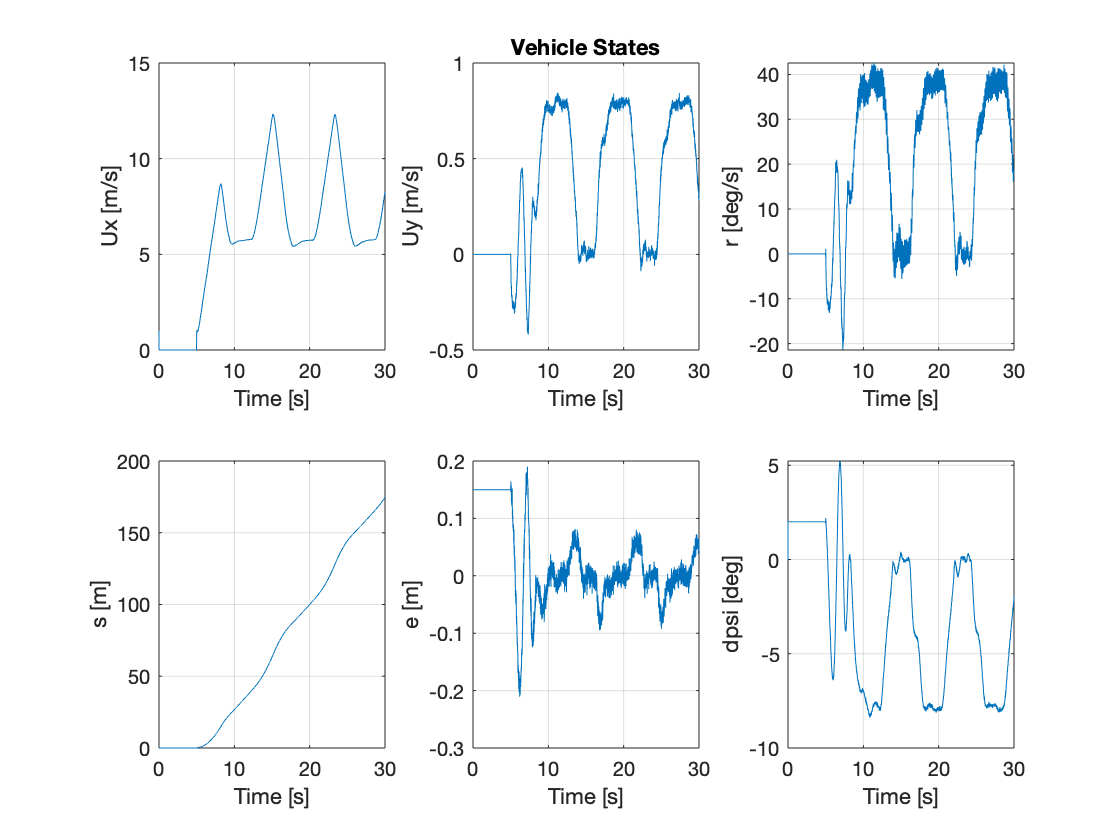 Vehicle States
15
10
5
0
Ux [m/s]
0 10 20 30
Time [s]
1
0.5
0
-0.5
Uy [m/s]
0 10 20 30
Time [s]
40
30
20
10
0
-10
-20
r [deg/s]
0 10 20 30
Time [s]
200
150
100
50
0
s [m]
0 10 20 30
Time [s]
0.2
0.1
0
-0.1
-0.2
-0.3
e [m]
0 10 20 30
Time [s]
5
0
-5
-10
dpsi [deg]
0 10 20 30
Time [s]